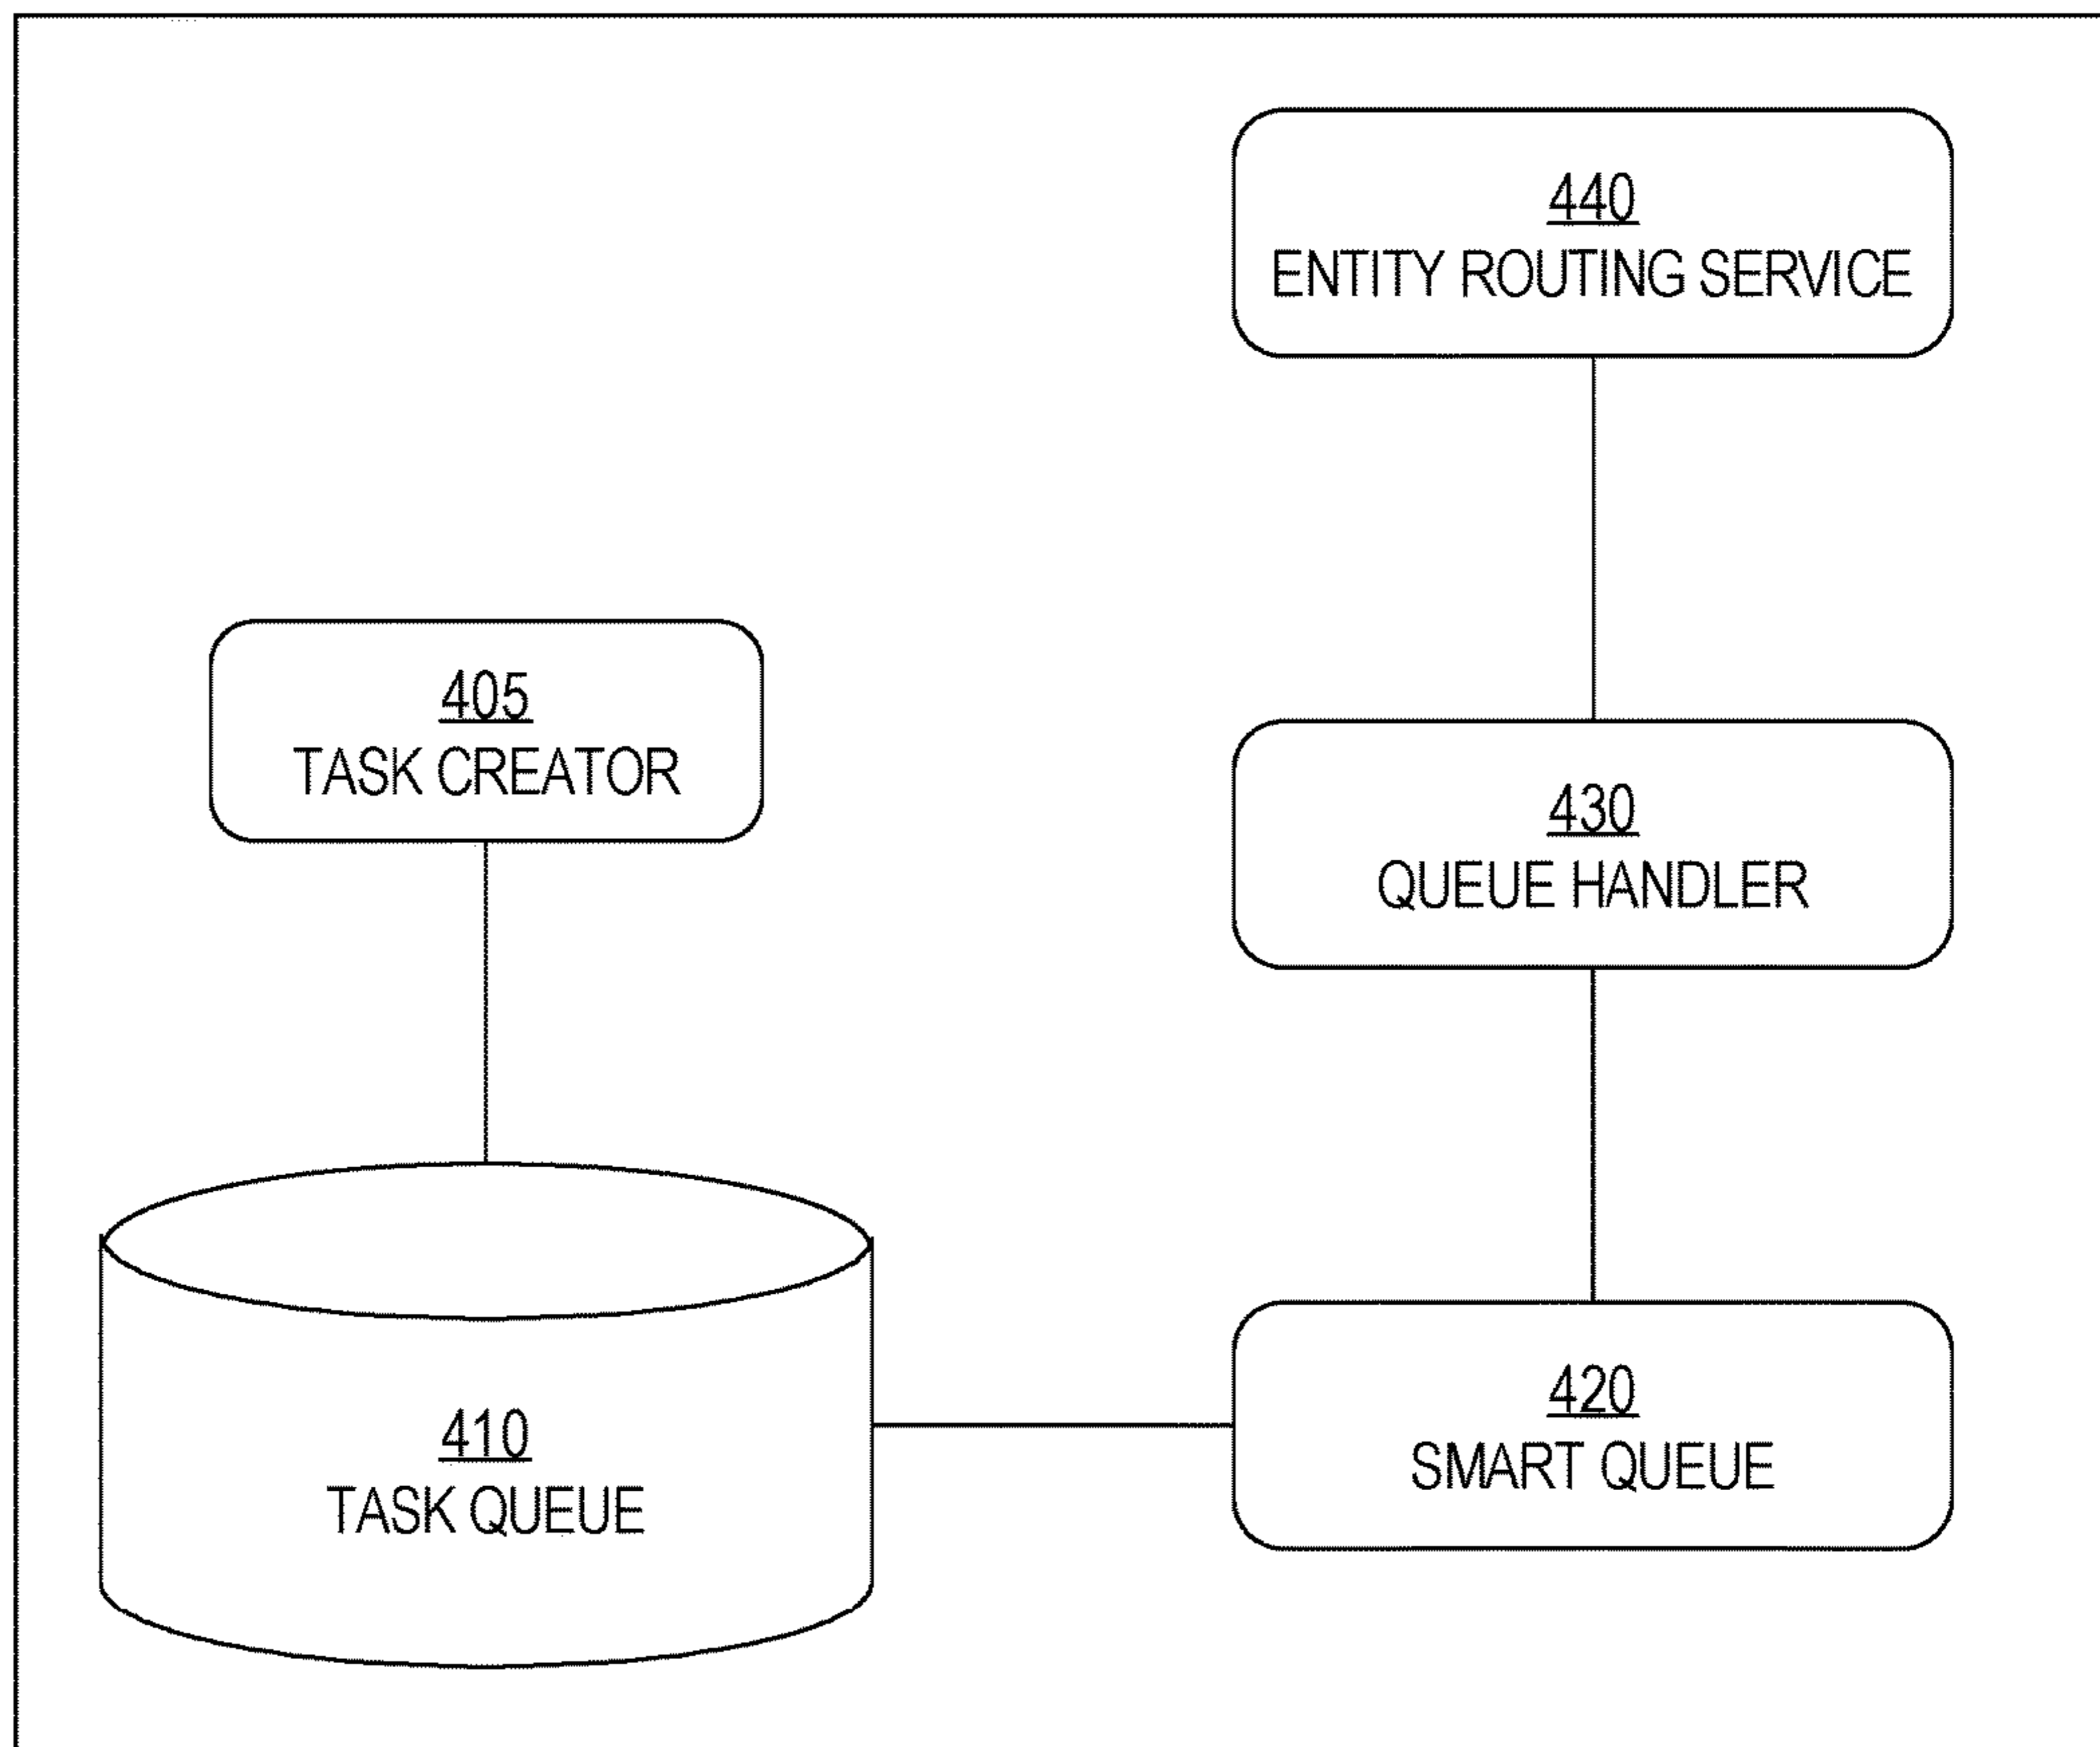 440
ENTITY ROUTING SERVICE
405
TASK CREATOR
430
QUEUE HANDLER
410
TASK QUEUE
420
SMART QUEUE